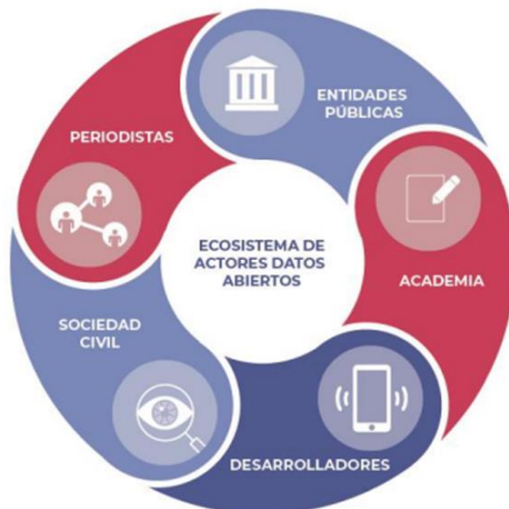 ENTIDADES
PÚBLICAS
PERIODISTAS
ECOSISTEMA DE
ACTORES DATOS
ABIERTOS
ACADEMIA
SOCIEDAD
CIVIL
DESARROLLADORES